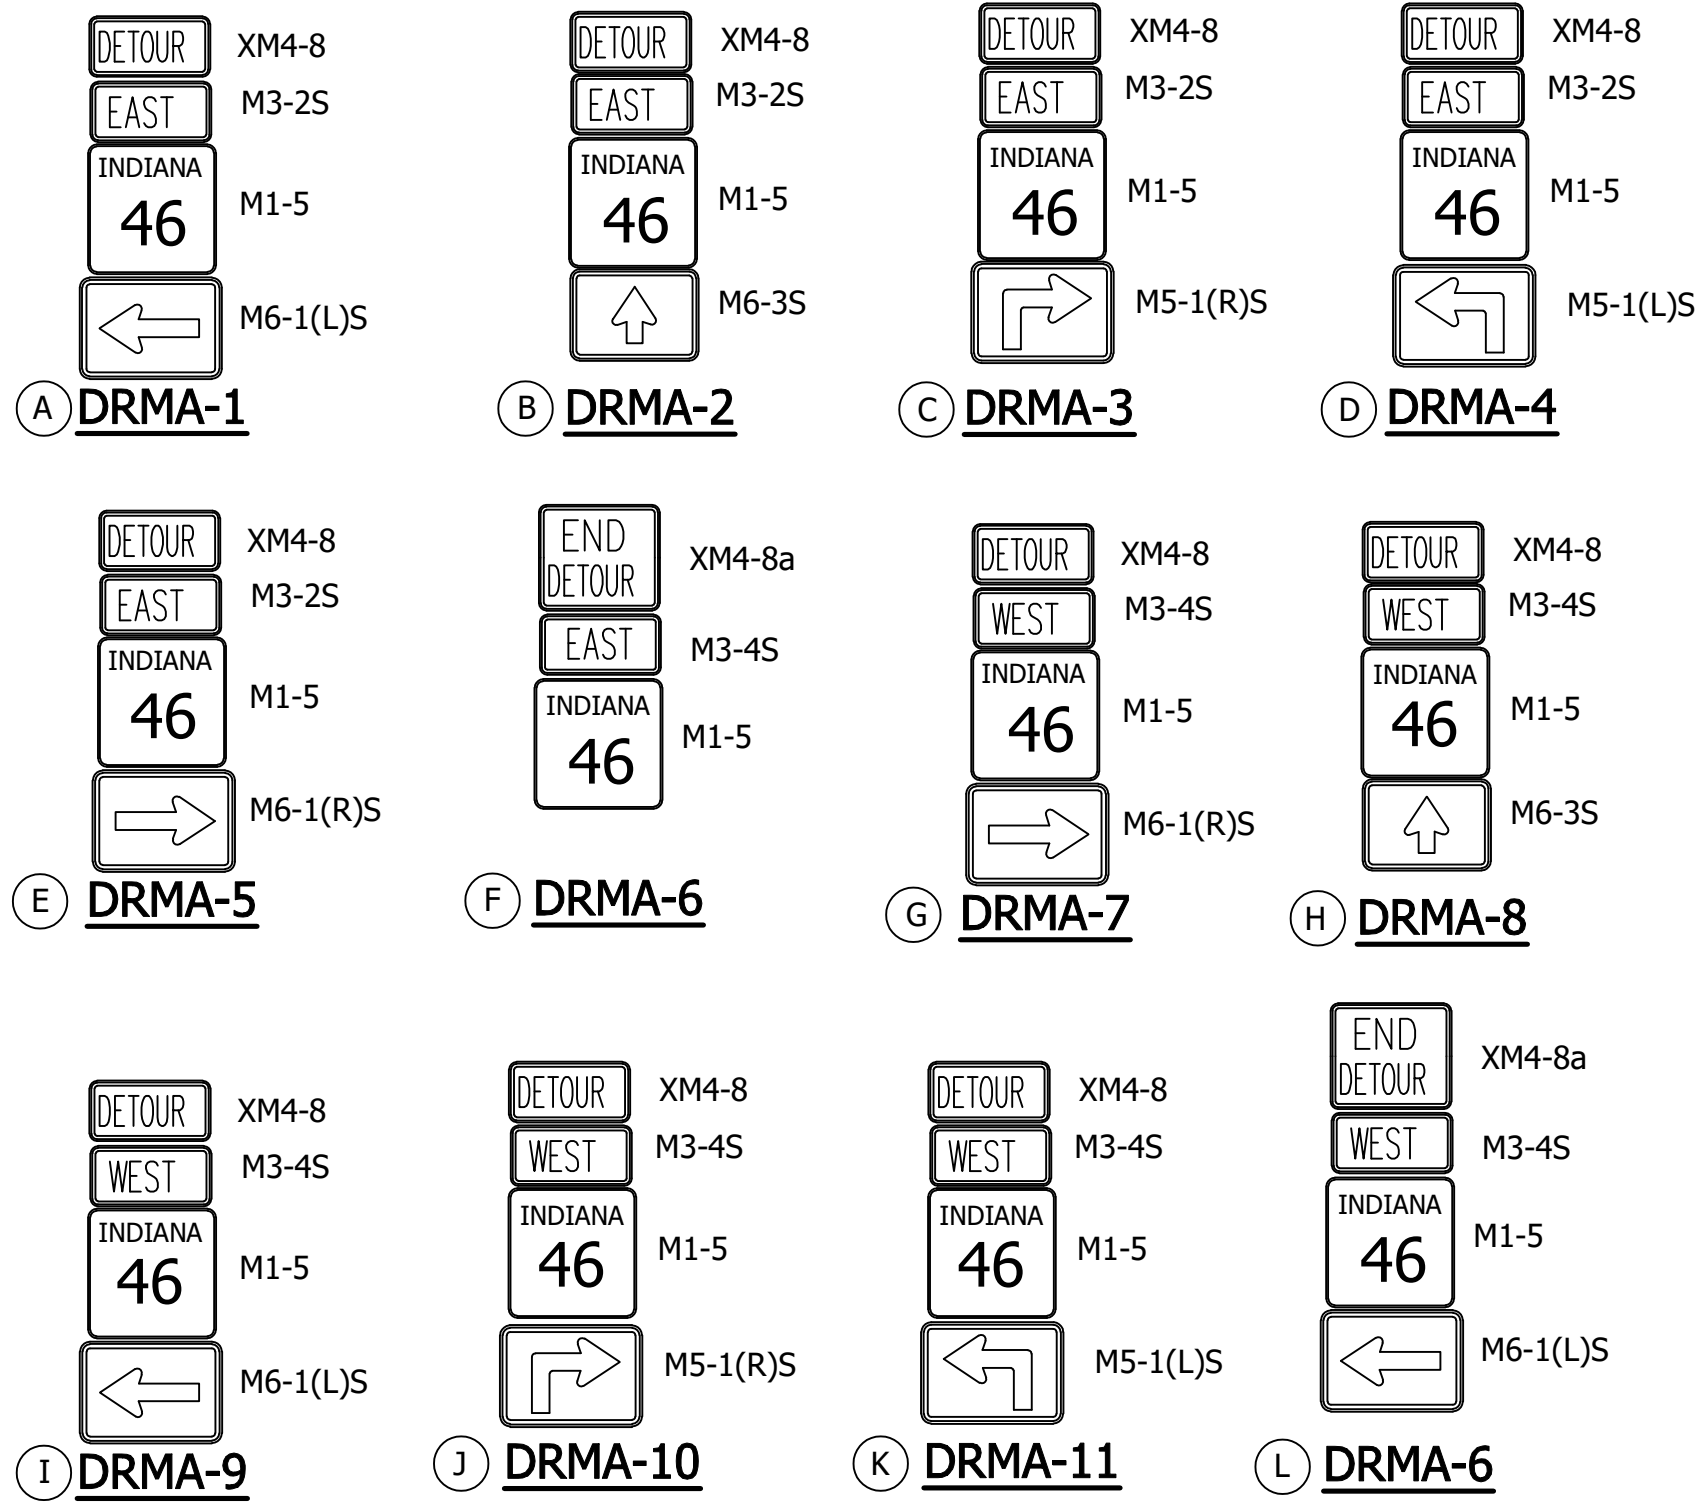 DETOUR XM4-8
EAST M3-2S
INDIANA
46 M1-5
M6-1(L)S
A DRMA-1
DETOUR XM4-8
EAST M3-2S
INDIANA
46 M1-5
M6-3S
B DRMA-2
DETOUR XM4-8
EAST M3-2S
INDIANA
46 M1-5
M5-1(R)S
C DRMA-3
DETOUR XM4-8
EAST M3-2S
INDIANA
46 M1-5
M5-1(L)S
D DRMA-4
DETOUR XM4-8
EAST M3-2S
INDIANA
46 M1-5
M6-1(R)S
E DRMA-5
END
DETOUR XM4-8a
EAST M3-4S
INDIANA
46 M1-5
F DRMA-6
DETOUR XM4-8
WEST M3-4S
INDIANA
46 M1-5
M6-1(R)S
G DRMA-7
DETOUR XM4-8
WEST M3-4S
INDIANA
46 M1-5
M6-3S
H DRMA-8
DETOUR XM4-8
WEST M3-4S
INDIANA
46 M1-5
M6-1(L)S
I DRMA-9
DETOUR XM4-8
WEST M3-4S
INDIANA
46 M1-5
M5-1(R)S
J DRMA-10
DETOUR XM4-8
WEST M3-4S
INDIANA
46 M1-5
M5-1(L)S
K DRMA-11
END
DETOUR XM4-8a
WEST M3-4S
INDIANA
46 M1-5
M6-1(L)S
L DRMA-6